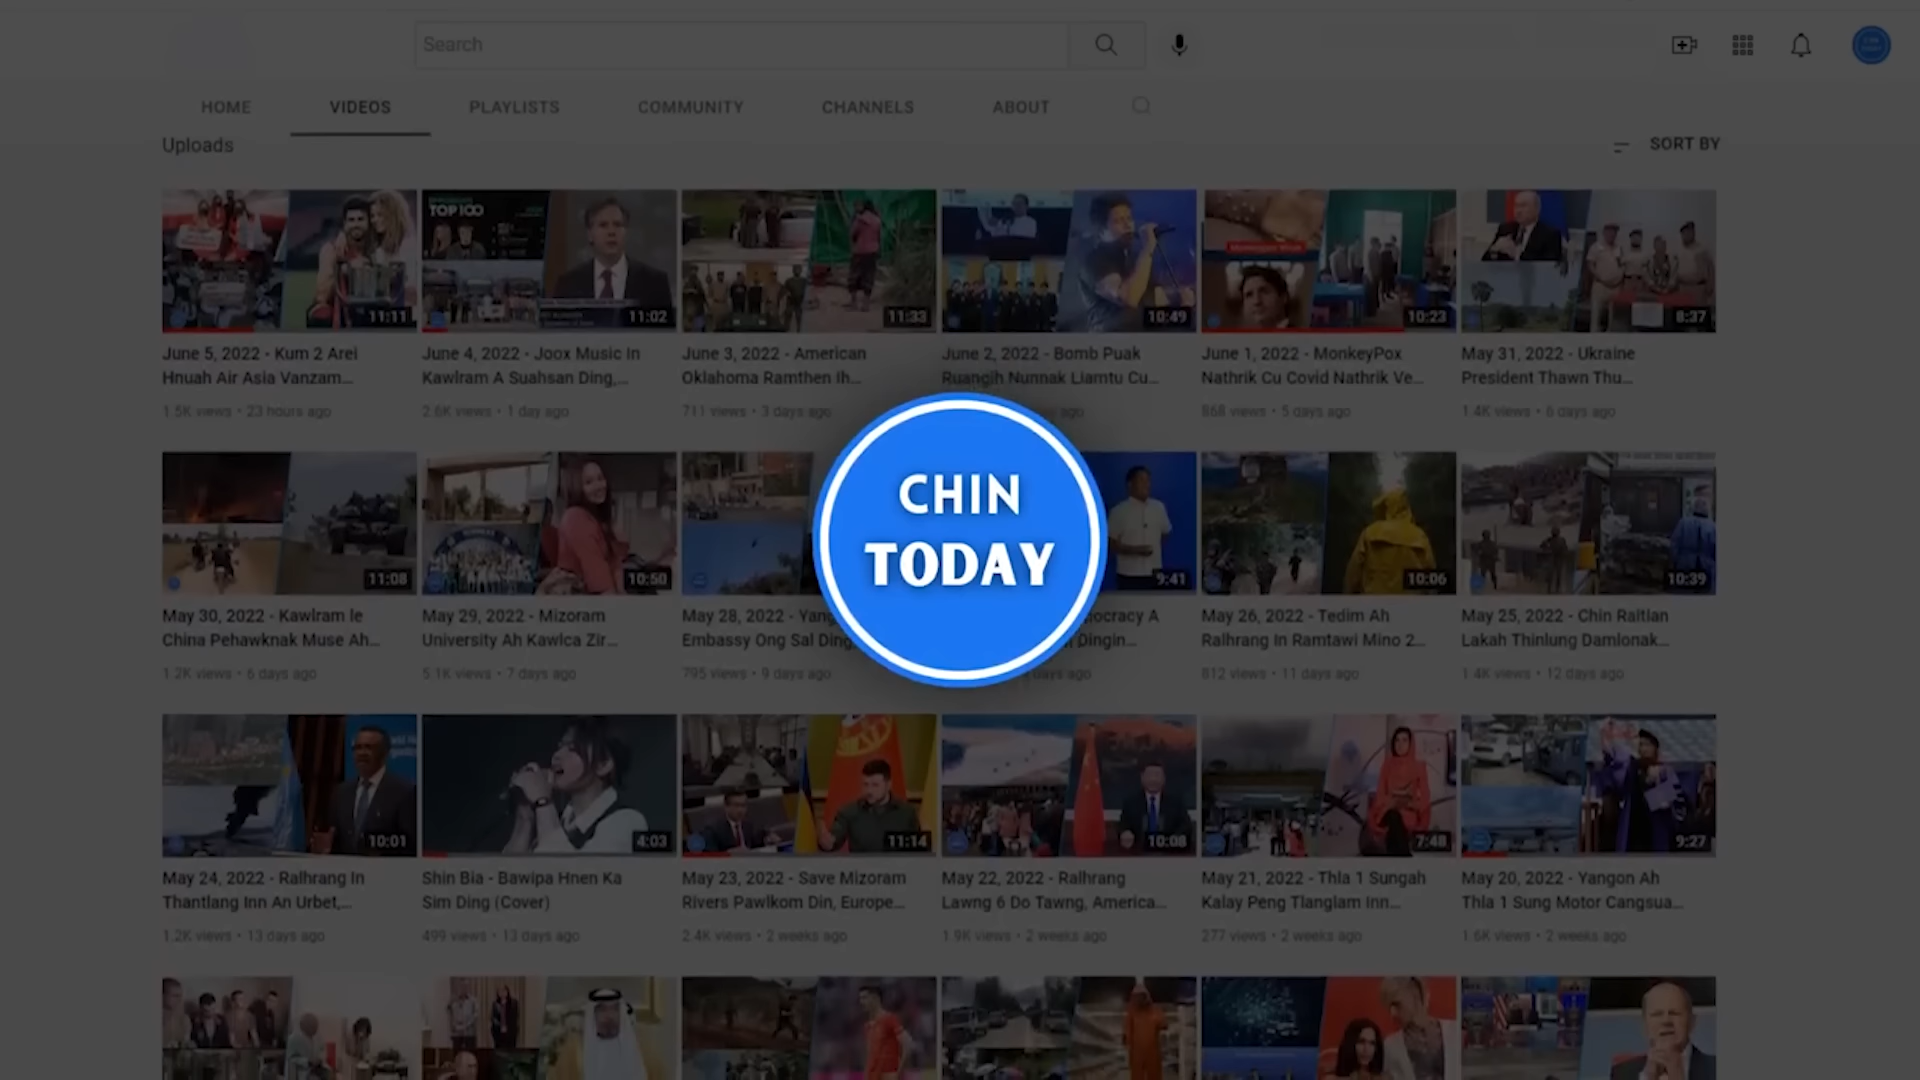 Search
HOME
VIDEOS
PLAYLISTS
COMMUNITY
CHANNELS
ABOUT
Uploads
SORT BY
TOP 100
11:11
11:02
11:33
10:49
10:23
8:37
June 5, 2022 - Kum 2 Arei
Hnuah Air Asia Vanzam...
1.5K views • 23 hours ago
June 4, 2022 - Joox Music In
Kawlram A Suahsan Ding,...
2.6K views • 1 day ago
June 3, 2022 - American
Oklahoma Ramthen Ih...
711 views • 3 days ago
June 2, 2022 - Bomb Puak
Ruangih Nunnak Liamtu Cu...
ago
June 1, 2022 - MonkeyPox
Nathrik Cu Covid Nathrik Ve...
868 views • 5 days ago
May 31, 2022 - Ukraine
President Thawn Thu...
1.4K views • 6 days ago
CHIN
TODAY
11:08
10:50
9:41
10:06
10:39
May 30, 2022 - Kawlram le
China Pehawknak Muse Ah...
1.2K views • 6 days ago
May 29, 2022 - Mizoram
University Ah Kawlca Zir...
5.1K views • 7 days ago
May 28, 2022 - Yang
Embassy Ong Sal Ding
795 views • 9 days ago
ocracy A
Dingin...
days ago
May 26, 2022 - Tedim Ah
Ralhrang In Ramtawi Mino 2...
812 views • 11 days ago
May 25, 2022 - Chin Raltian
Lakah Thinlung Damlonak...
1.4K views • 12 days ago
10:01
4:03
11:14
10:08
7:48
9:27
May 24, 2022 - Ralhrang In
Thantlang Inn An Urbet,...
1.2K views • 13 days ago
Shin Bia - Bawipa Hnen Ka
Sim Ding (Cover)
499 views • 13 days ago
May 23, 2022 - Save Mizoram
Rivers Pawlkom Din, Europe...
2.4K views • 2 weeks ago
May 22, 2022 - Ralhrang
Lawng 6 Do Tawng, America...
1.9K views • 2 weeks ago
May 21, 2022 - Thla 1 Sungah
Kalay Peng Tlanglam Inn...
277 views • 2 weeks ago
May 20, 2022 - Yangon Ah
Thla 1 Sung Motor Cangsua...
1.6K views • 2 weeks ago